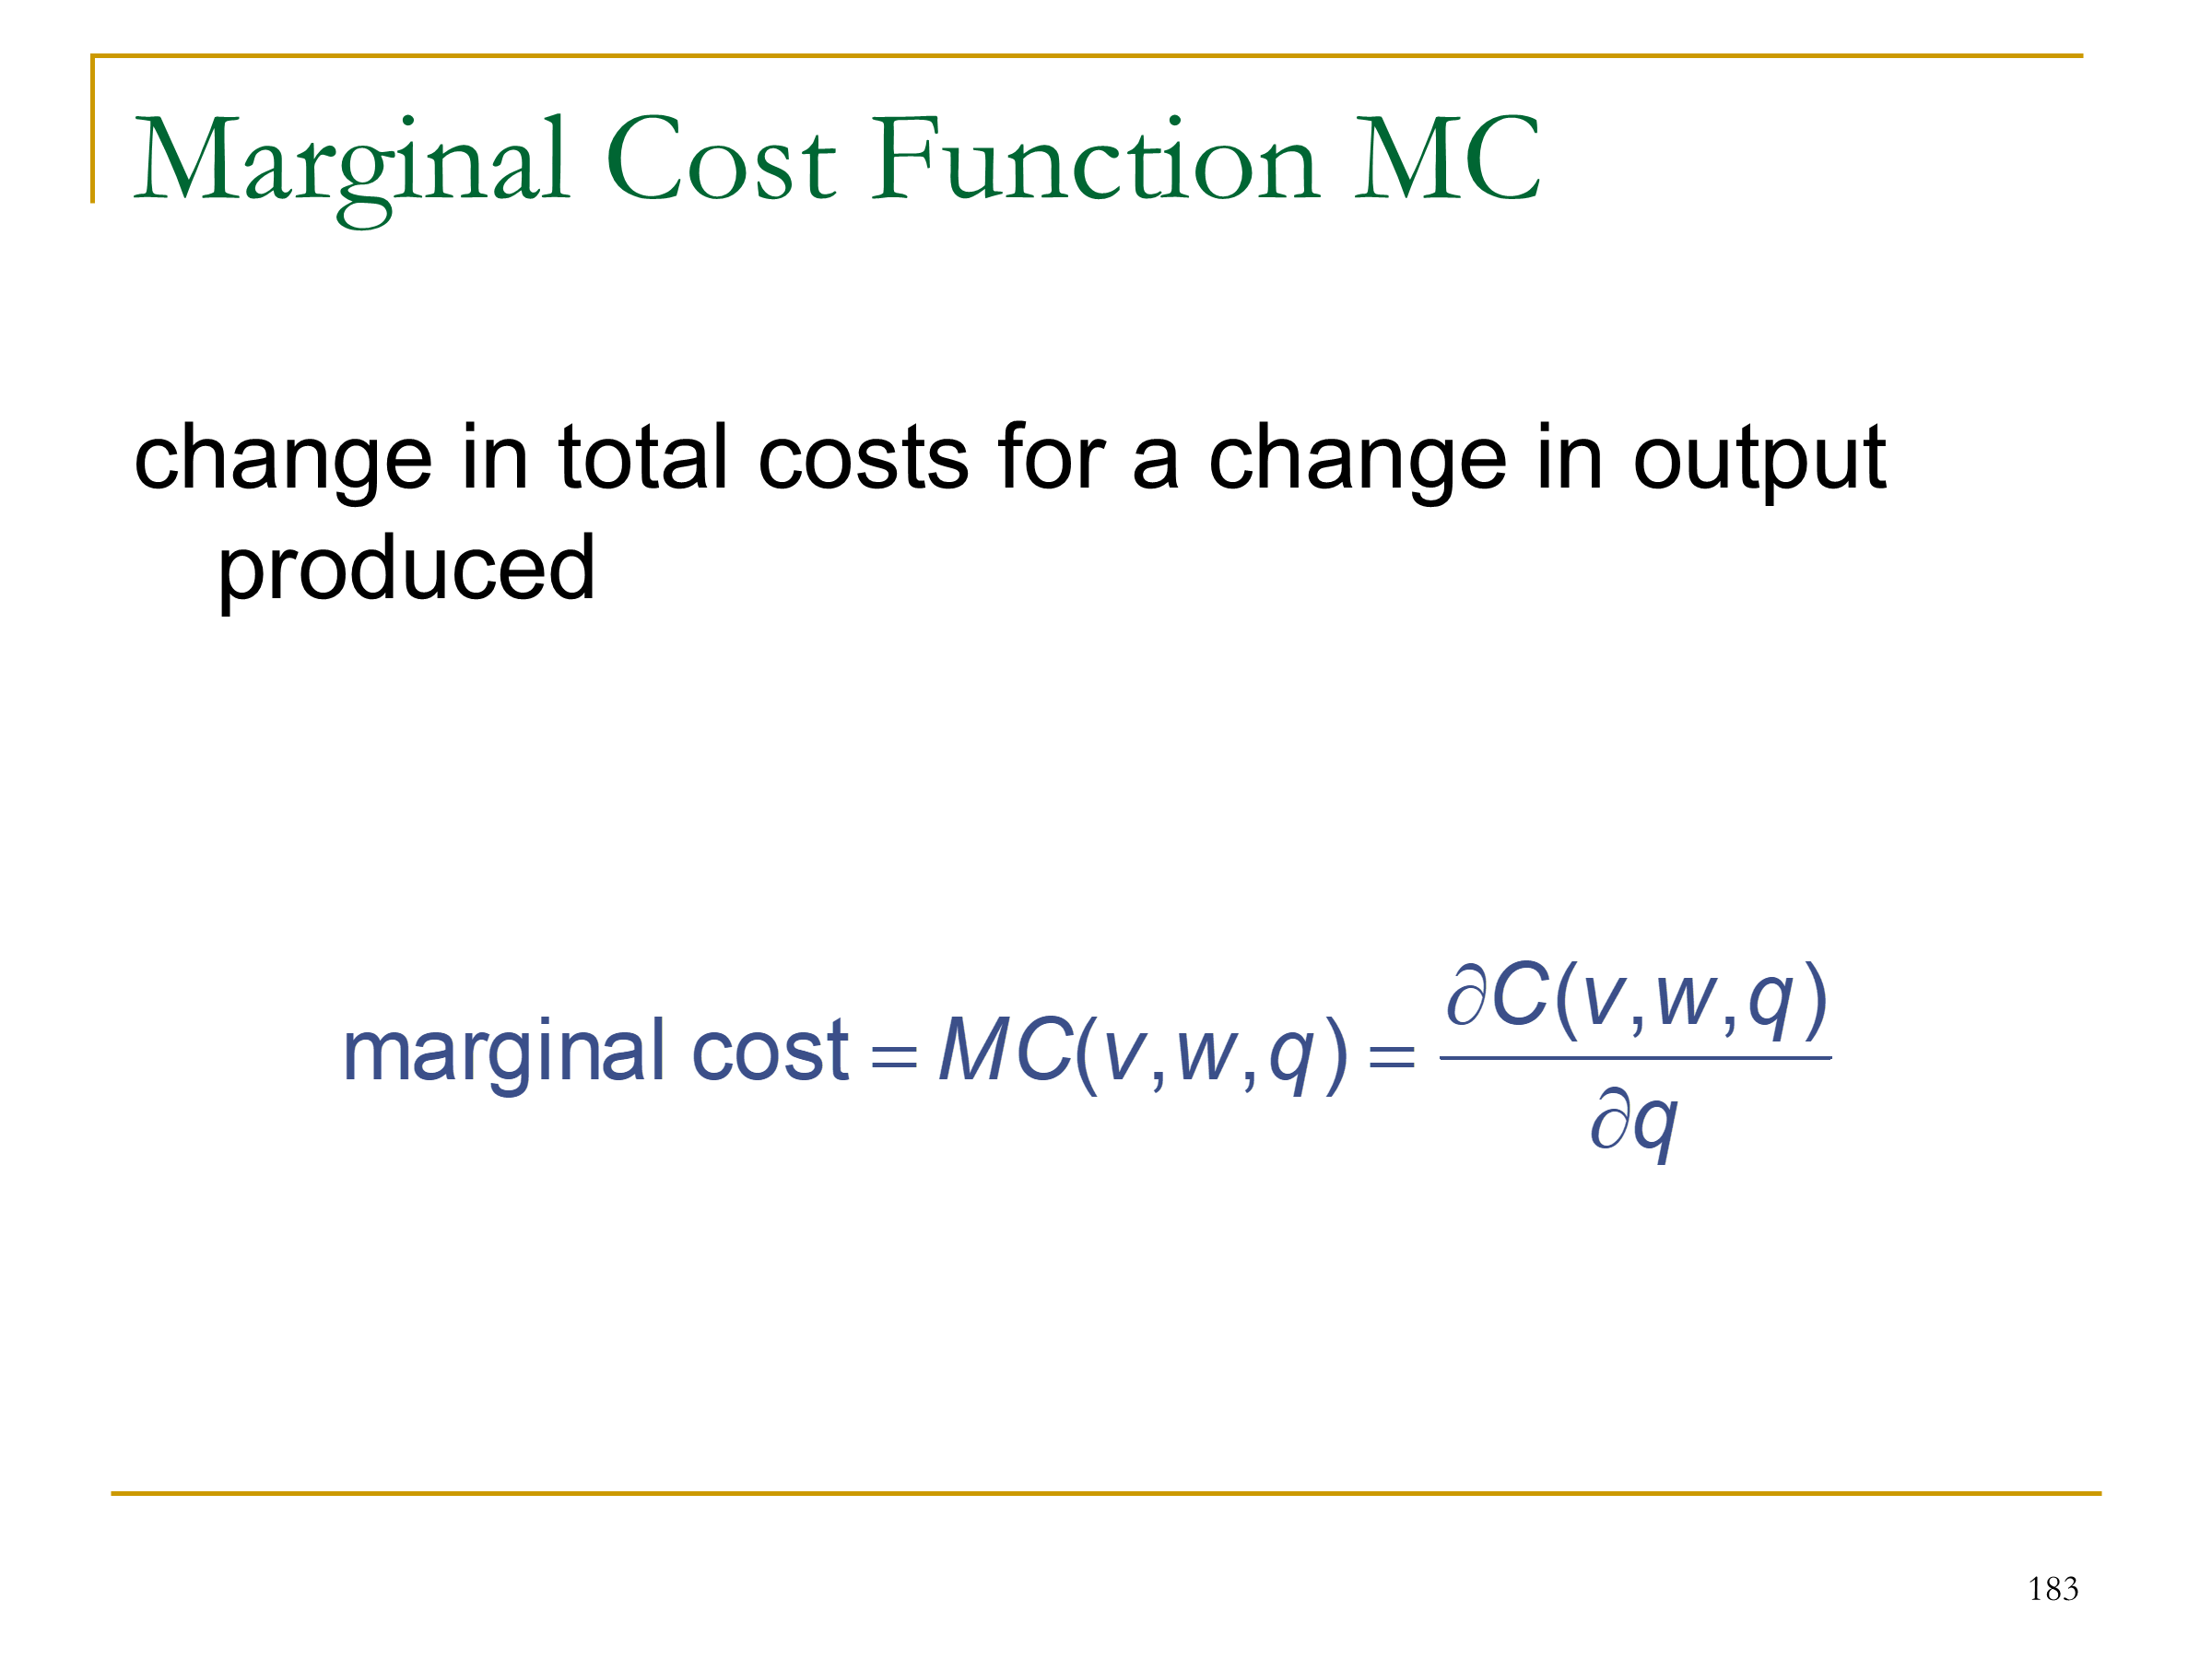 Marginal Cost Function MC
change in total costs for a change in output
produced
marginal cost = MC(v,w,q) = ∂C(v,w,q)
∂q
183